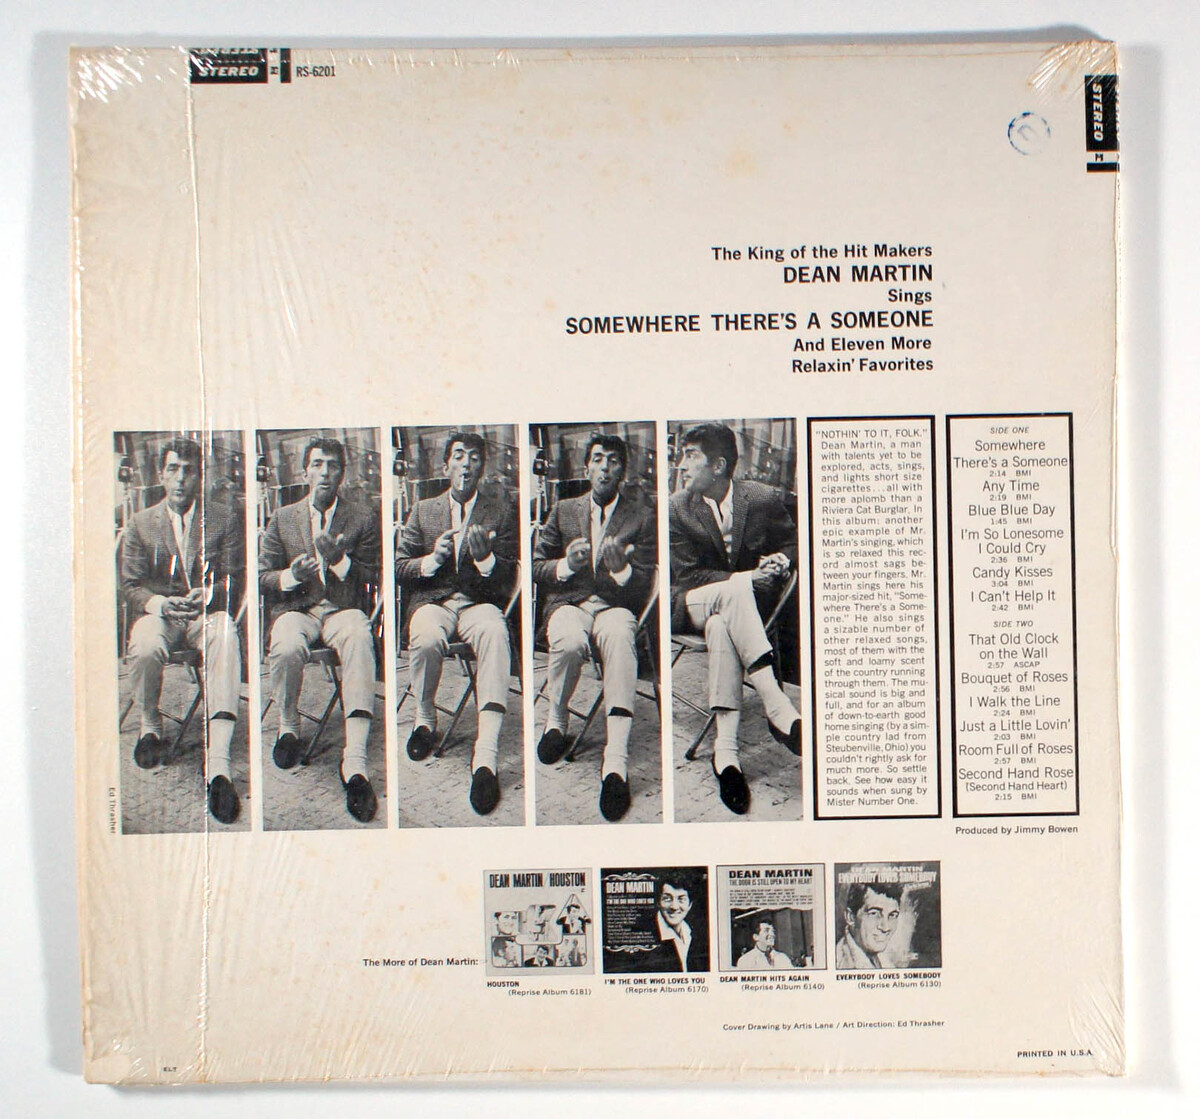 STEREO
RS-6201
STEREO
The King of the Hit Makers
DEAN MARTIN
Sings
SOMEWHERE THERE'S A SOMEONE
And Eleven More
Relaxin' Favorites
"NOTHIN' TO IT, FOLK."
Dean Martin, a man
with talents yet to be
explored, acts, sings,
and lights short size
cigarettes...all with
more aplomb than a
Riviera Cat Burglar. In
this album: another
epic example of Mr.
Martin's singing, which
is so relaxed this rec-
ord almost sags be-
tween your fingers. Mr.
Martin sings here his
major-sized hit, "Some-
where There's a Some-
one." He also sings
a sizable number of
other relaxed songs,
most of them with the
soft and loamy scent
of the country running
through them. The mu-
sical sound is big and
full, and for an album
of down-to-earth good
home singing (by a sim-
ple country lad from
Steubenville, Ohio) you
couldn't rightly ask for
much more. So settle
back. See how easy it
sounds when sung by
Mister Number One.
SIDE ONE
Somewhere
There's a Someone
2:14 BMI
Any Time
2:19 BMI
Blue Blue Day
1:45 BMI
I'm So Lonesome
I Could Cry
2:36 BMI
Candy Kisses
3:04 BMI
I Can't Help It
2:42 BMI
SIDE TWO
That Old Clock
on the Wall
2:57 ASCAP
Bouquet of Roses
2:56 BMI
I Walk the Line
2:24 BMI
Just a Little Lovin'
2:03 BMI
Room Full of Roses
2:57 BMI
Second Hand Rose
(Second Hand Heart)
2:15 BMI
Ed Thrasher
Produced by Jimmy Bowen
The More of Dean Martin:
DEAN MARTIN / HOUSTON
HOUSTON
(Reprise Album 6181)
DEAN MARTIN
I'M THE ONE WHO LOVES YOU
I'M THE ONE WHO LOVES YOU
(Reprise Album 6170)
DEAN MARTIN
THE DOOR IS STILL OPEN TO MY HEART
DEAN MARTIN HITS AGAIN
(Reprise Album 6140)
DEAN MARTIN
EVERYBODY LOVES SOMEBODY
EVERYBODY LOVES SOMEBODY
(Reprise Album 6130)
Cover Drawing by Artis Lane / Art Direction: Ed Thrasher
PRINTED IN U.S.A.